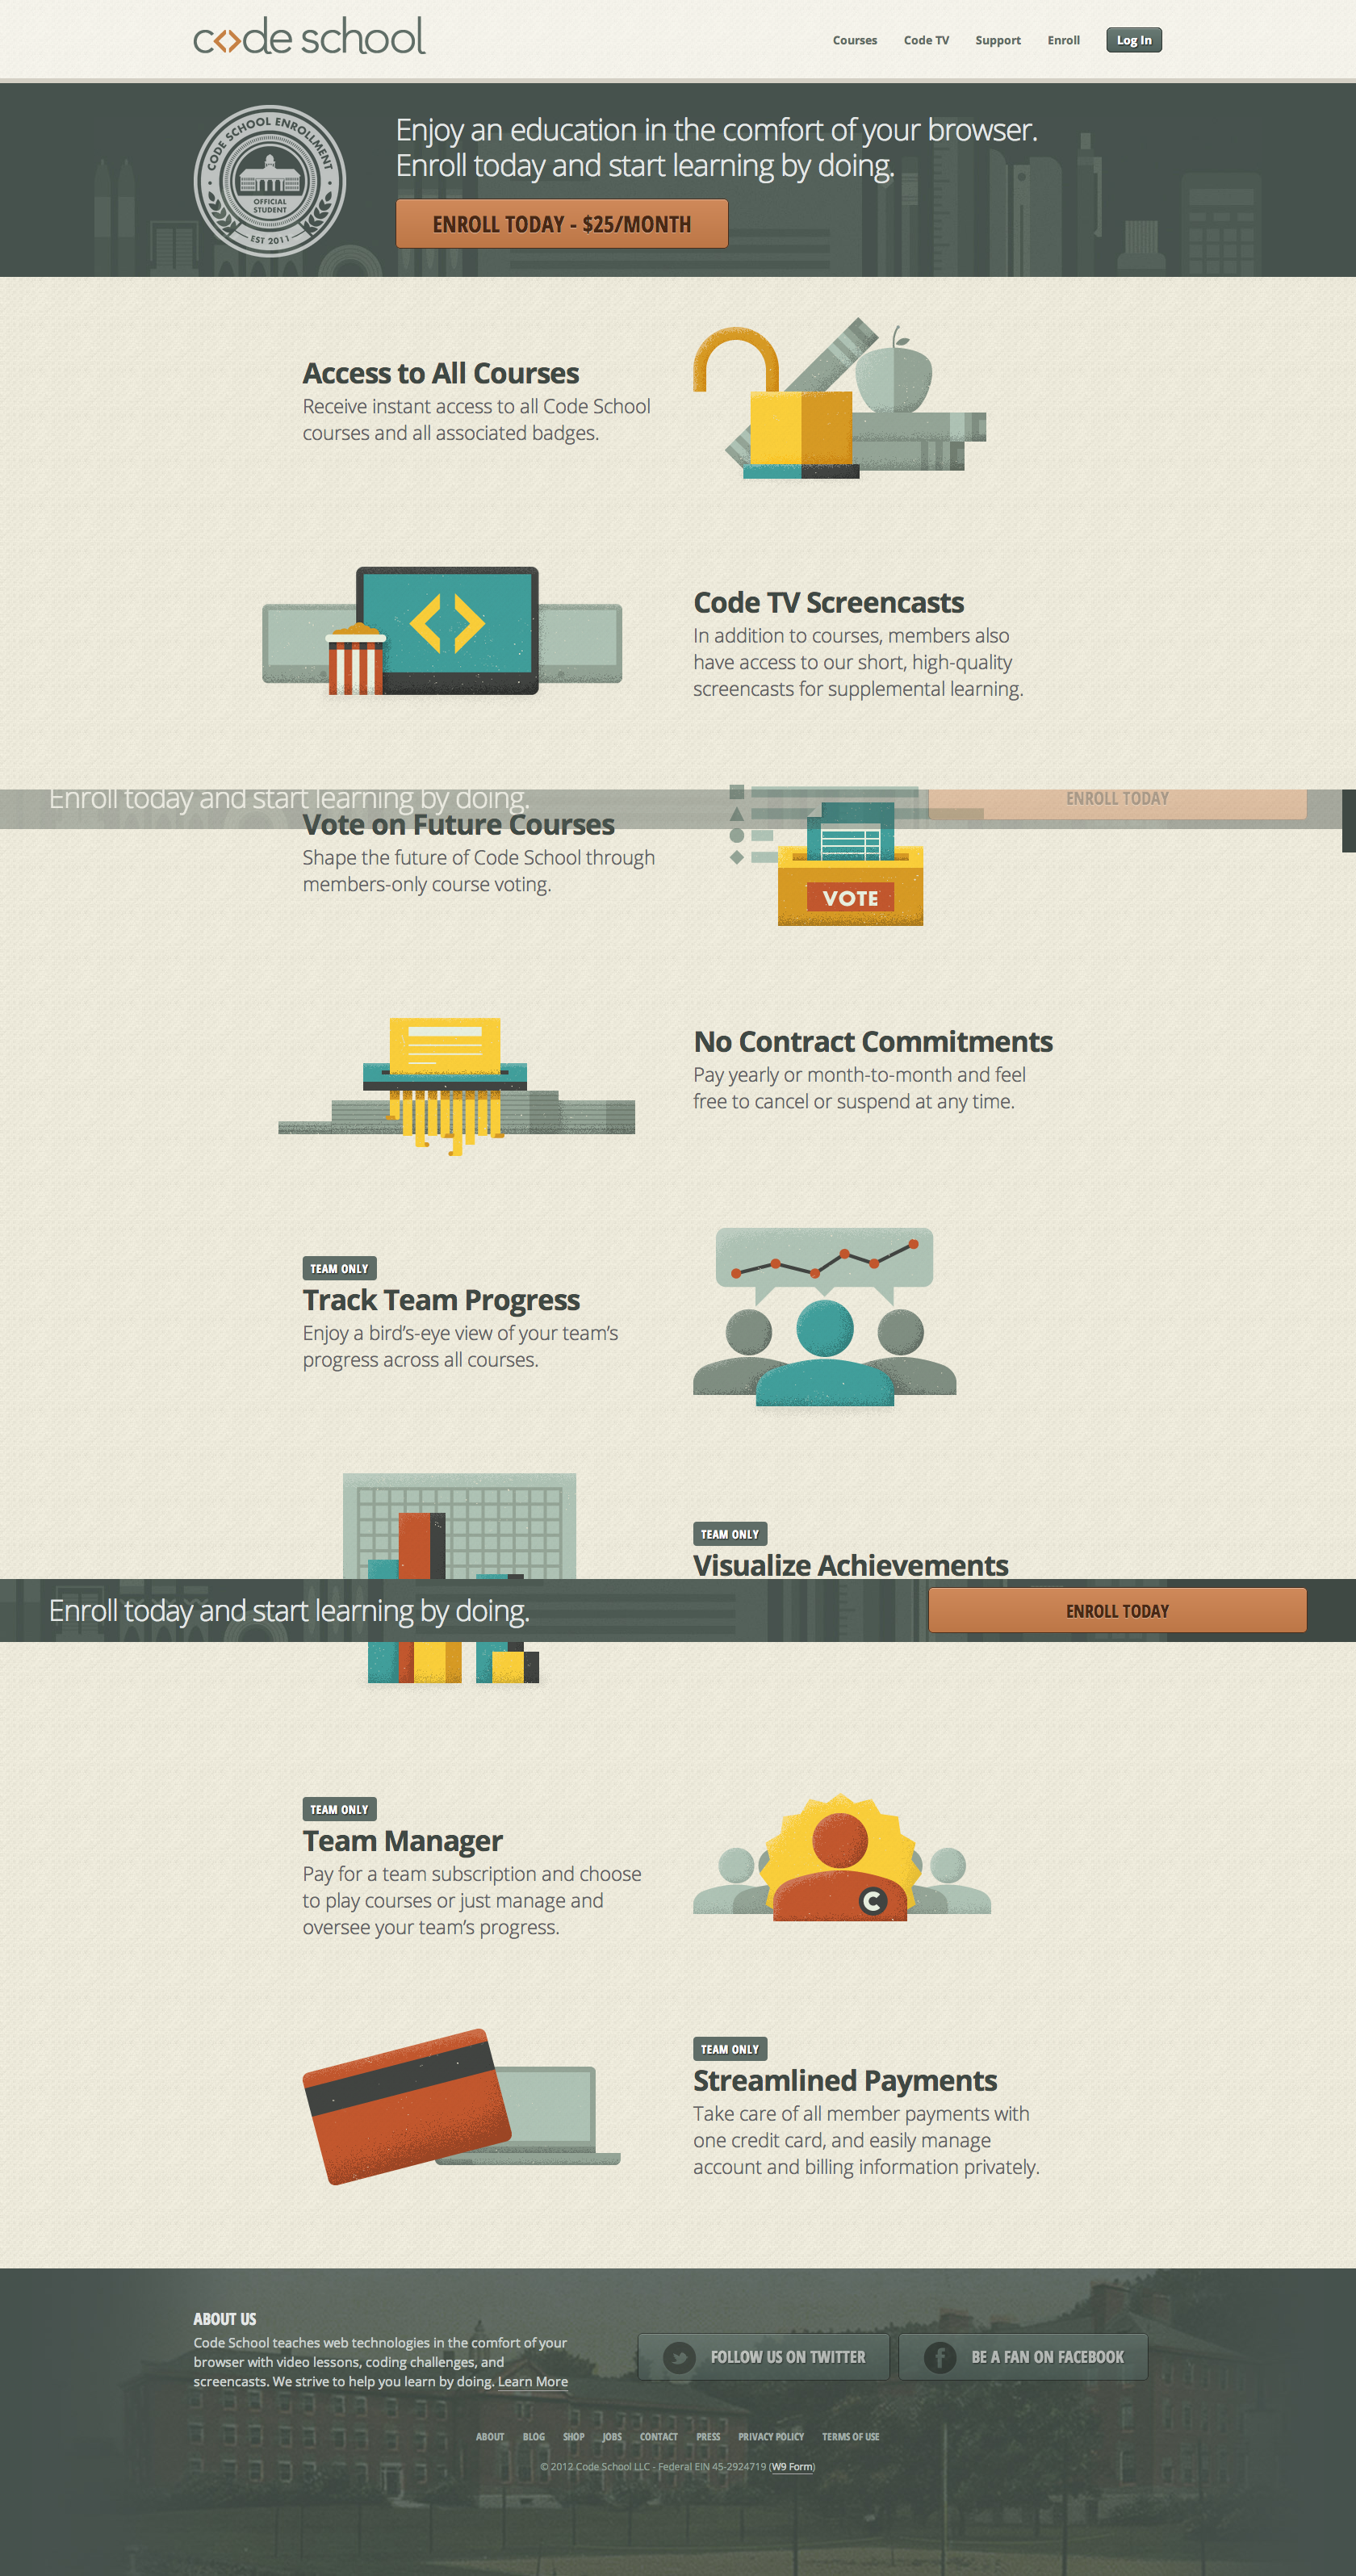 code school
Courses Code TV Support Enroll Log In
CODE SCHOOL ENROLLMENT
OFFICIAL
STUDENT
EST 2011
Enjoy an education in the comfort of your browser.
Enroll today and start learning by doing.
ENROLL TODAY - $25/MONTH
Access to All Courses
Receive instant access to all Code School
courses and all associated badges.
Code TV Screencasts
In addition to courses, members also
have access to our short, high-quality
screencasts for supplemental learning.
Enroll today and start learning by doing.
ENROLL TODAY
Vote on Future Courses
Shape the future of Code School through
members-only course voting.
VOTE
No Contract Commitments
Pay yearly or month-to-month and feel
free to cancel or suspend at any time.
TEAM ONLY
Track Team Progress
Enjoy a bird’s-eye view of your team’s
progress across all courses.
TEAM ONLY
Visualize Achievements
Enroll today and start learning by doing.
ENROLL TODAY
TEAM ONLY
Team Manager
Pay for a team subscription and choose
to play courses or just manage and
oversee your team’s progress.
C
TEAM ONLY
Streamlined Payments
Take care of all member payments with
one credit card, and easily manage
account and billing information privately.
ABOUT US
Code School teaches web technologies in the comfort of your
browser with video lessons, coding challenges, and
screencasts. We strive to help you learn by doing. Learn More
FOLLOW US ON TWITTER
BE A FAN ON FACEBOOK
ABOUT BLOG SHOP JOBS CONTACT PRESS PRIVACY POLICY TERMS OF USE
© 2012 Code School LLC - Federal EIN 45-2924719 (W9 Form)